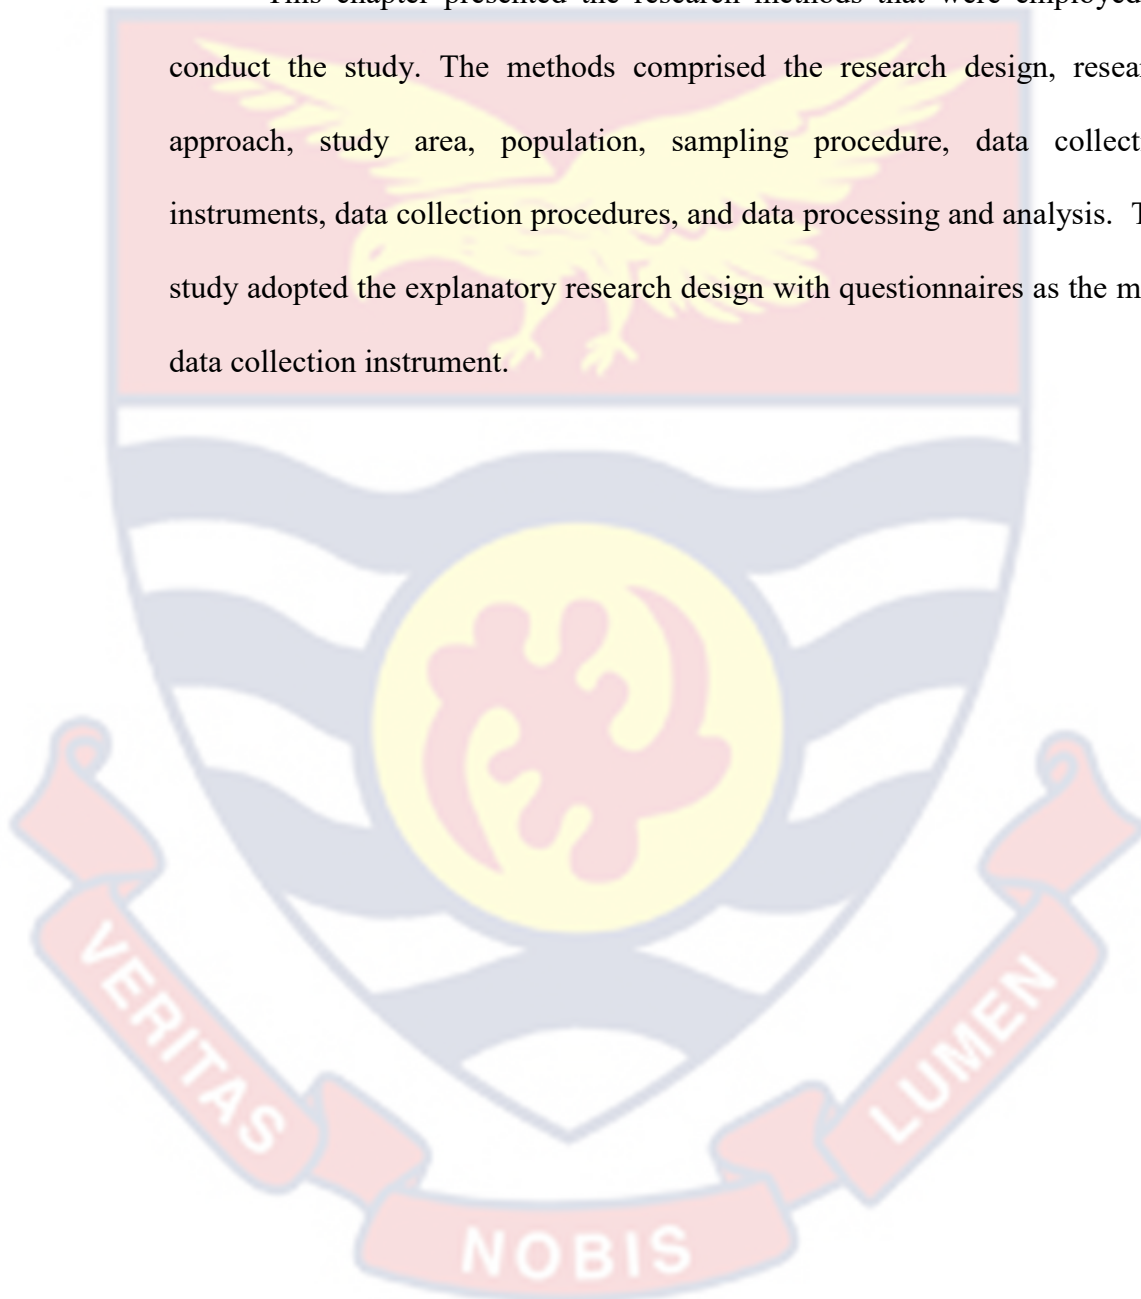 This chapter presented the research methods that were employed
conduct the study. The methods comprised the research design, resear
approach, study area, population, sampling procedure, data collect
instruments, data collection procedures, and data processing and analysis. T
study adopted the explanatory research design with questionnaires as the m
data collection instrument.
VERITAS
NOBIS
LUMEN